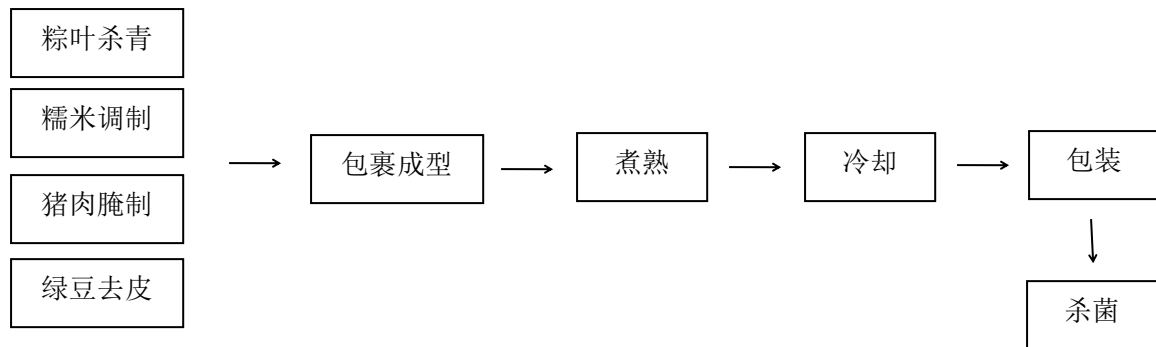 粽叶杀青
糯米调制
猪肉腌制
绿豆去皮
包裹成型
煮熟
冷却
包装
杀菌